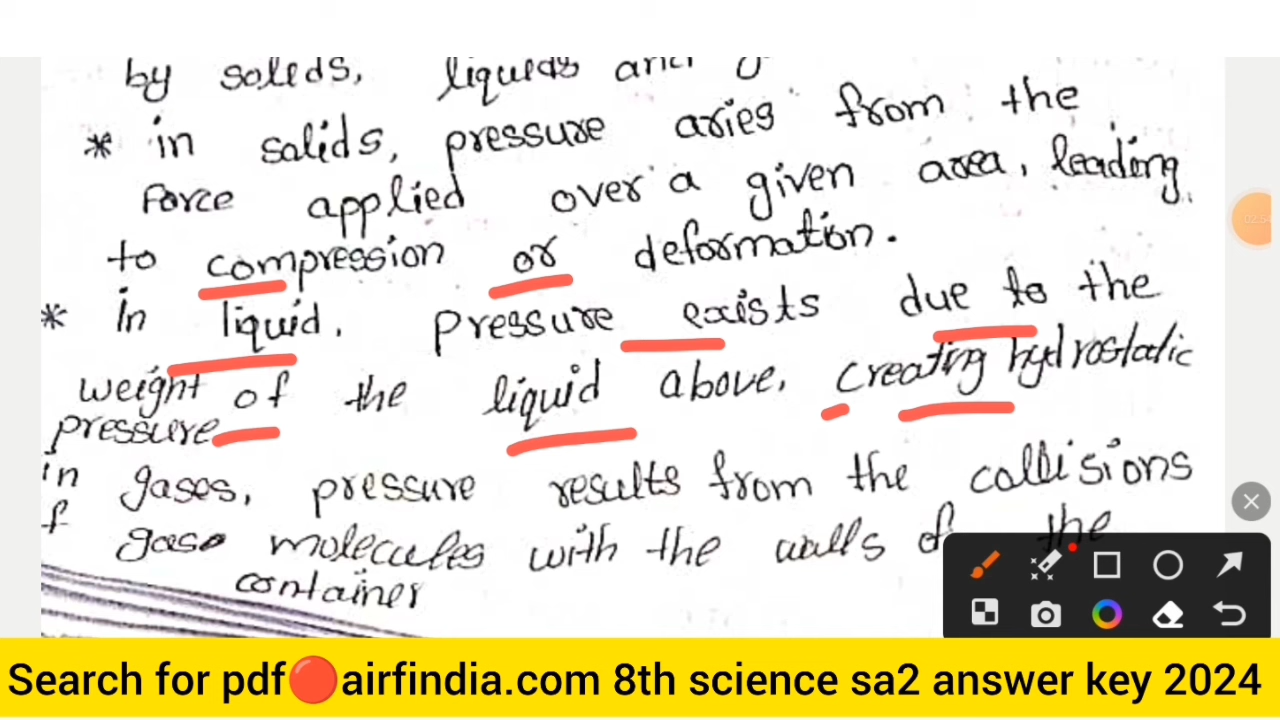 by solids, liquids and
* in solids, pressure aries from the
Force applied over a given area, leading
to compression or deformation.
* In liquid, pressure exists due to the
weight of the liquid above, creating hydrostatic
pressure
in gases, pressure results from the collisions
f gas molecules with the walls of the
container
02:5
Search for pdf🔴airfindia.com 8th science sa2 answer key 2024